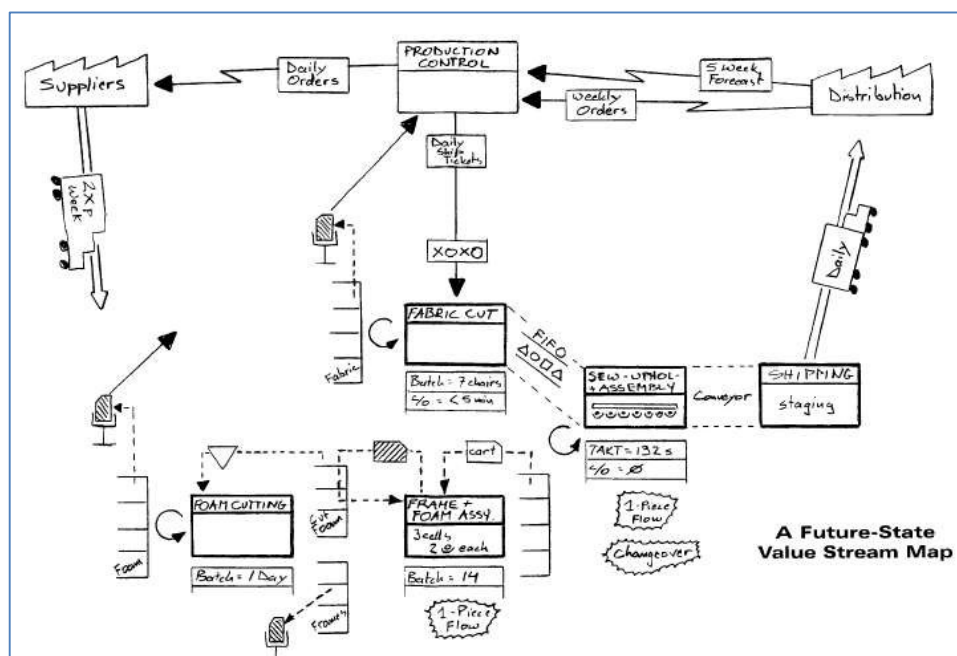 PRODUCTION
CONTROL
Suppliers
Daily
Orders
5 Week
Forecast
Weekly
Orders
Distribution
Daily
Ship
Tickets
2xp
Week
XOXO
Daily
FABRIC CUT
Fabric
Batch = 7 chairs
c/o = <5 min
FIFO
SEW-UPHOL-
+ASSEMBLY
Conveyor
SHIPPING
staging
TAKT = 132 s
c/o = Ø
1-Piece
Flow
Changeover
cart
FOAM CUTTING
Foam
Batch = 1 Day
Cut
Foam
FRAME +
FOAM ASSY.
3 cells
2 @ each
Batch = 14
1-Piece
Flow
Frames
A Future-State
Value Stream Map